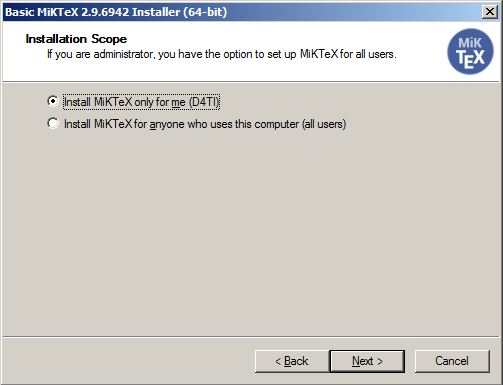 Basic MiKTeX 2.9.6942 Installer (64-bit)
Installation Scope
If you are administrator, you have the option to set up MiKTeX for all users.
MiK
TEX
Install MiKTeX only for me (D4TI)
Install MiKTeX for anyone who uses this computer (all users)
< Back
Next >
Cancel